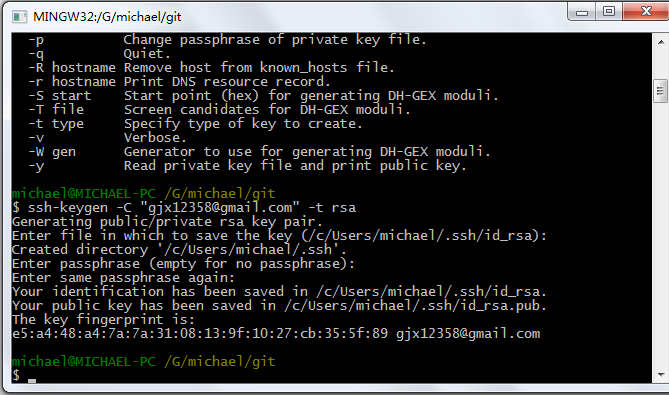 MINGW32:/G/michael/git
-p Change passphrase of private key file.
-q Quiet.
-R hostname Remove host from known_hosts file.
-r hostname Print DNS resource record.
-S start Start point (hex) for generating DH-GEX moduli.
-T file Screen candidates for DH-GEX moduli.
-t type Specify type of key to create.
-v Verbose.
-W gen Generator to use for generating DH-GEX moduli.
-y Read private key file and print public key.
michael@MICHAEL-PC /G/michael/git
$ ssh-keygen -C "gjx12358@gmail.com" -t rsa
Generating public/private rsa key pair.
Enter file in which to save the key (/c/Users/michael/.ssh/id_rsa):
Created directory '/c/Users/michael/.ssh'.
Enter passphrase (empty for no passphrase):
Enter same passphrase again:
Your identification has been saved in /c/Users/michael/.ssh/id_rsa.
Your public key has been saved in /c/Users/michael/.ssh/id_rsa.pub.
The key fingerprint is:
e5:a4:48:a4:7a:7a:31:08:13:9f:10:27:cb:35:5f:89 gjx12358@gmail.com
michael@MICHAEL-PC /G/michael/git
$